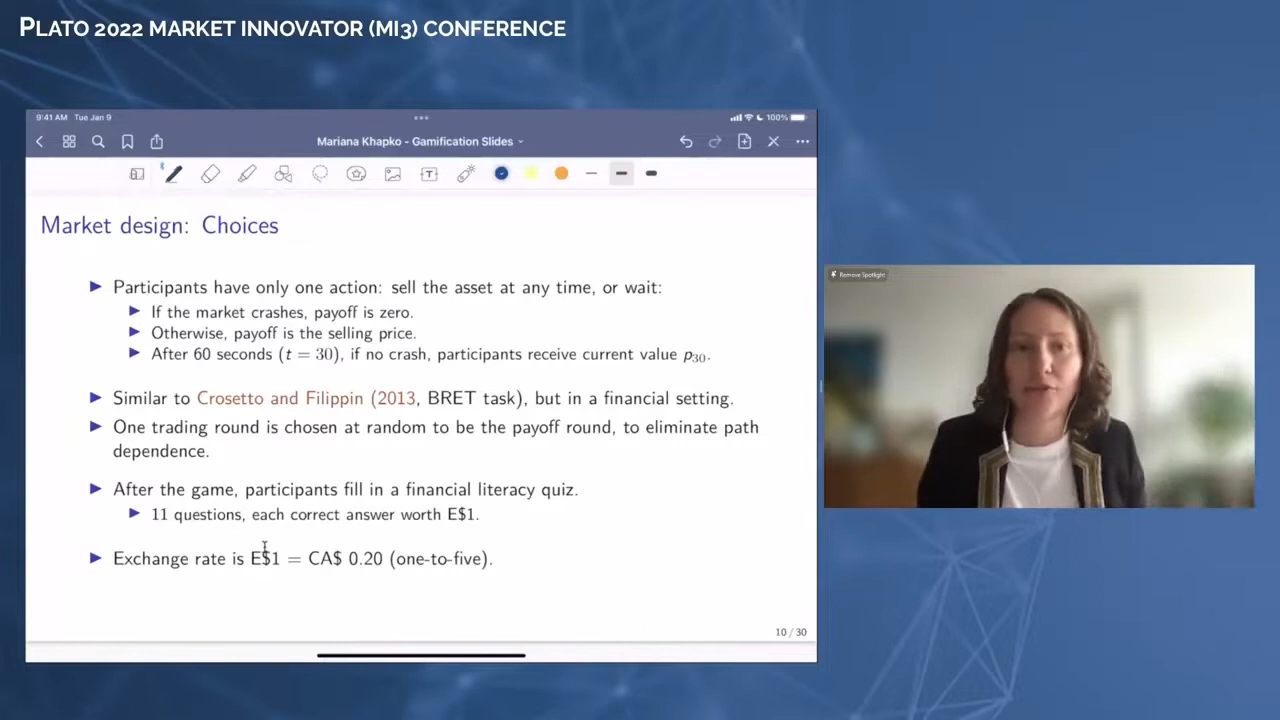 PLATO 2022 MARKET INNOVATOR (MI3) CONFERENCE
9:41 AM Tue Jan 9
100%
Mariana Khapko - Gamification Slides
Market design: Choices
Participants have only one action: sell the asset at any time, or wait:
If the market crashes, payoff is zero.
Otherwise, payoff is the selling price.
After 60 seconds (t = 30), if no crash, participants receive current value p₃₀.
Similar to Crosetto and Filippin (2013, BRET task), but in a financial setting.
One trading round is chosen at random to be the payoff round, to eliminate path
dependence.
After the game, participants fill in a financial literacy quiz.
11 questions, each correct answer worth E$1.
Exchange rate is E$1 = CA$ 0.20 (one-to-five).
10 / 30
Remove Spotlight